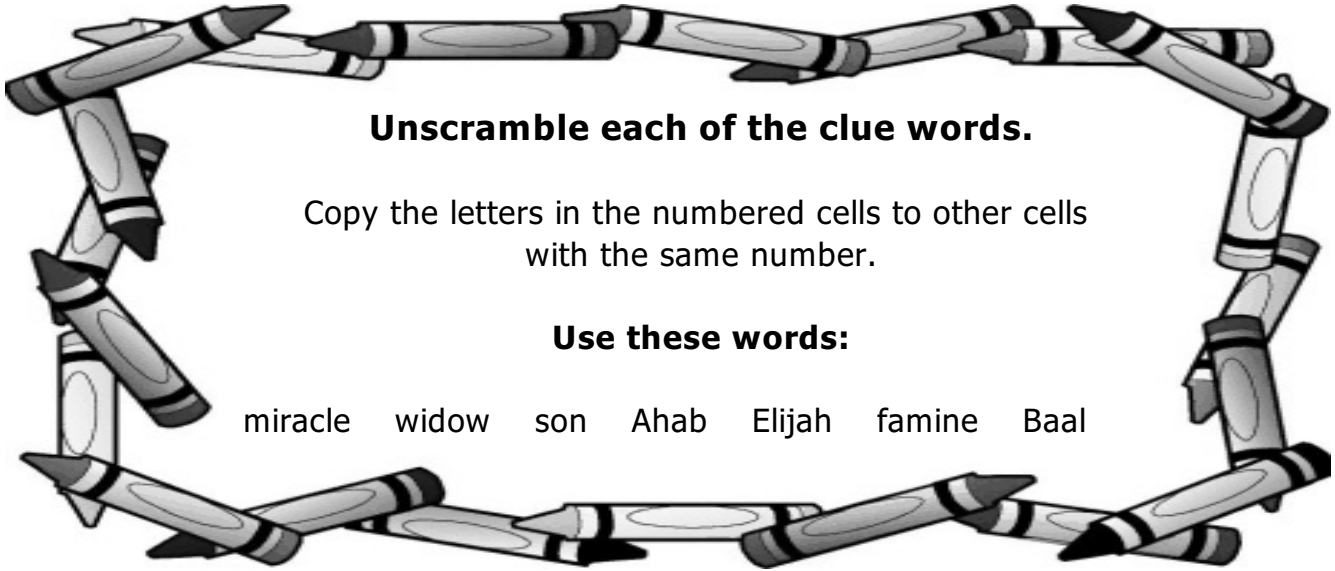 Unscramble each of the clue words.
Copy the letters in the numbered cells to other cells
with the same number.
Use these words:
miracle widow son Ahab Elijah famine Baal